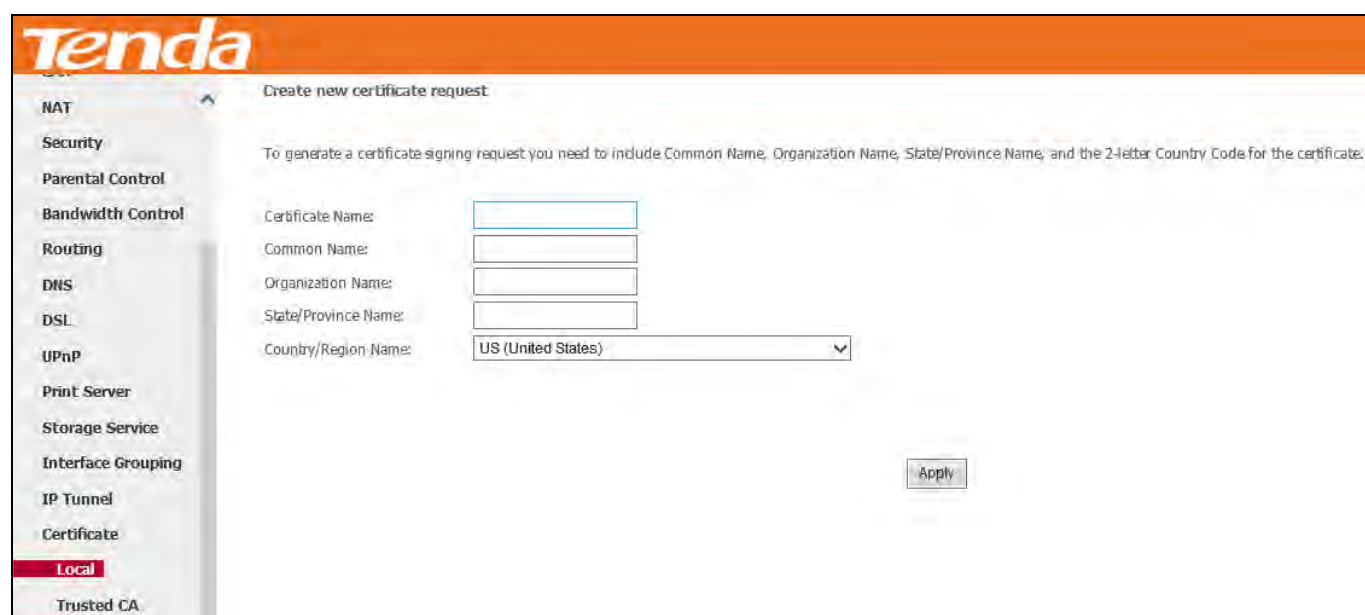 Tenda
NAT
Security
Parental Control
Bandwidth Control
Routing
DNS
DSL
UPnP
Print Server
Storage Service
Interface Grouping
IP Tunnel
Certificate
Local
Trusted CA
Create new certificate request
To generate a certificate signing request you need to include Common Name, Organization Name, State/Province Name, and the 2-letter Country Code for the certificate.
Certificate Name:
Common Name:
Organization Name:
State/Province Name:
Country/Region Name: US (United States)
Apply